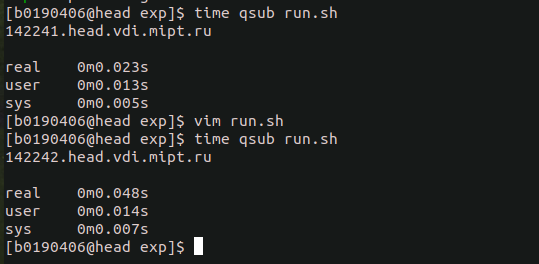 [b0190406@head exp]$ time qsub run.sh
142241.head.vdi.mipt.ru
real 0m0.023s
user 0m0.013s
sys 0m0.005s
[b0190406@head exp]$ vim run.sh
[b0190406@head exp]$ time qsub run.sh
142242.head.vdi.mipt.ru
real 0m0.048s
user 0m0.014s
sys 0m0.007s
[b0190406@head exp]$